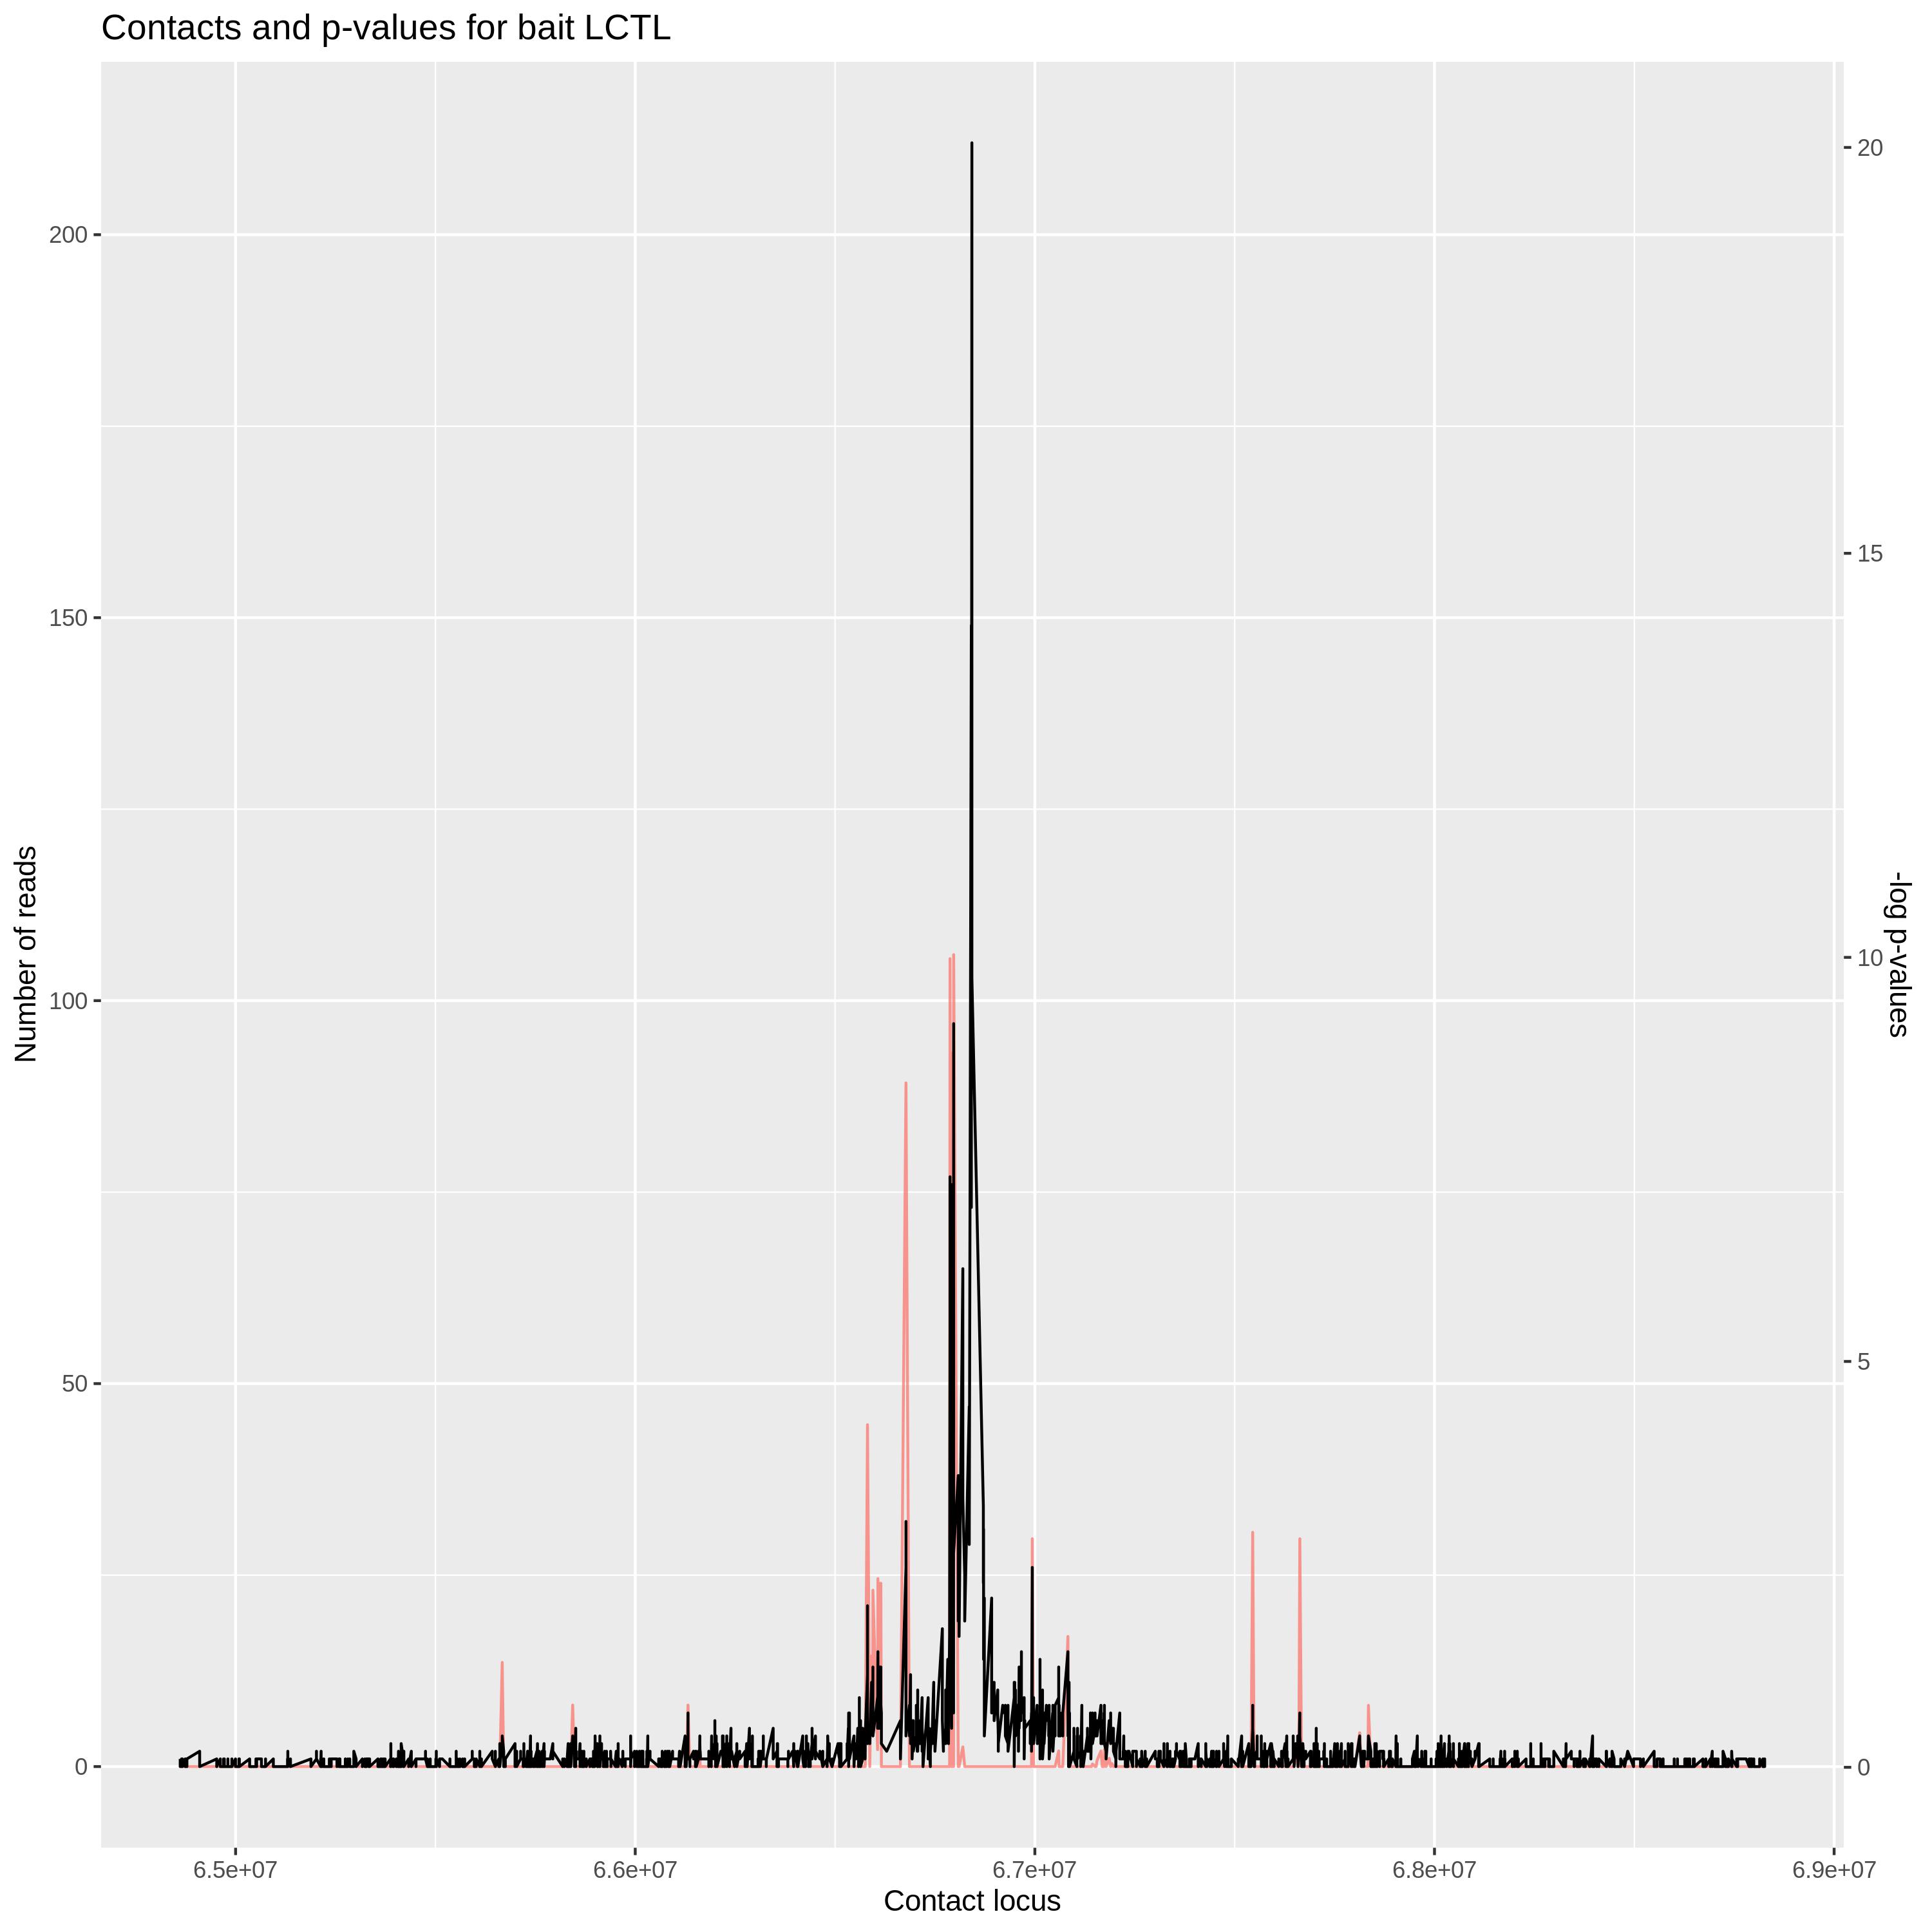 Contacts and p-values for bait LCTL
200
150
100
50
0
Number of reads
20
15
10
5
0
-log p-values
6.5e+07
6.6e+07
6.7e+07
6.8e+07
6.9e+07
Contact locus